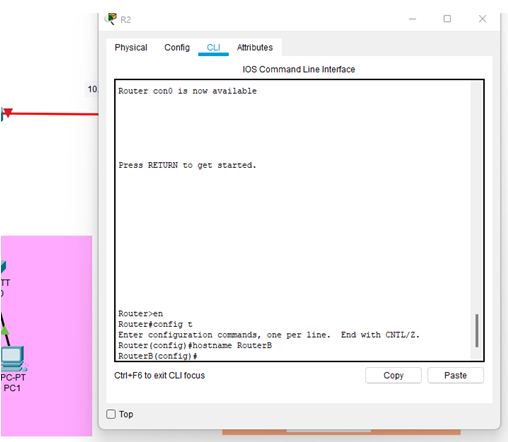 R2
Physical Config CLI Attributes
IOS Command Line Interface
10.
Router con0 is now available
Press RETURN to get started.
Router>en
Router#config t
Enter configuration commands, one per line.  End with CNTL/Z.
Router(config)#hostname RouterB
RouterB(config)#
TT
PC-PT
PC1
Ctrl+F6 to exit CLI focus
Copy
Paste
Top